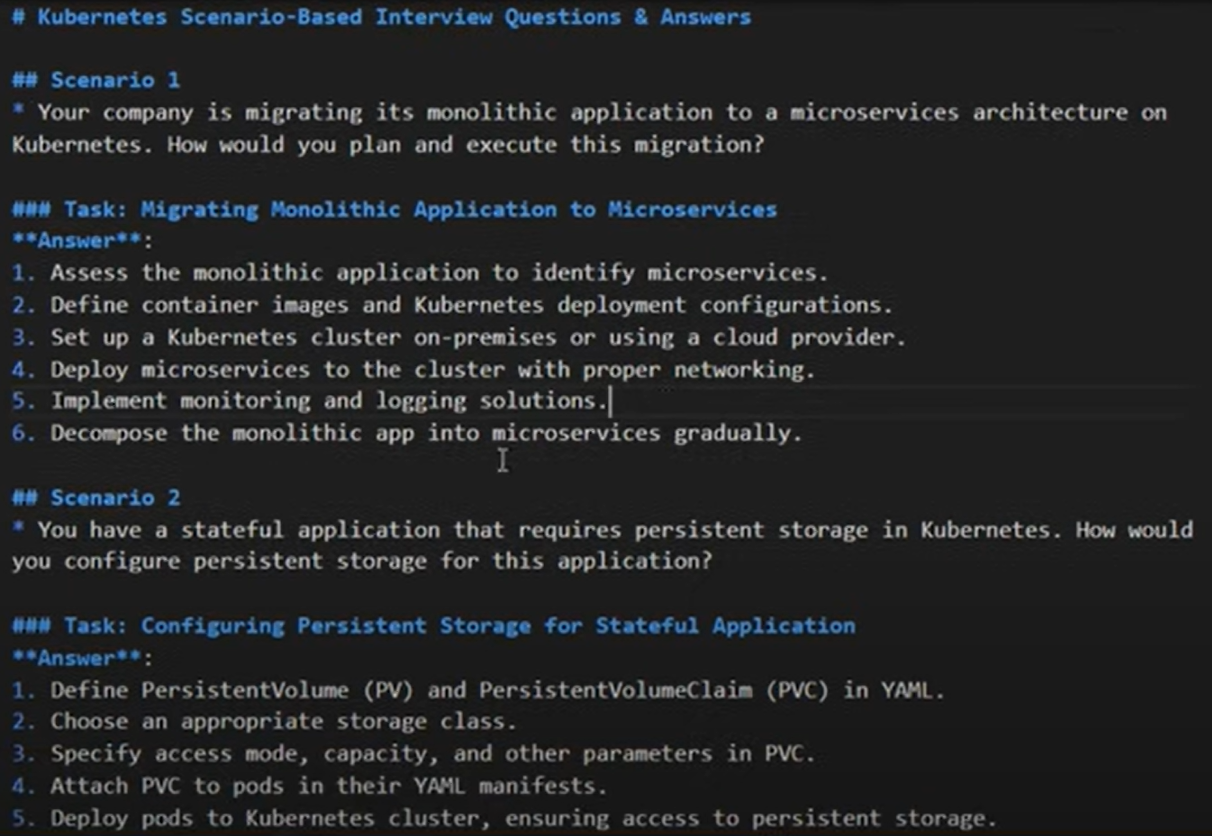 # Kubernetes Scenario-Based Interview Questions & Answers
## Scenario 1
* Your company is migrating its monolithic application to a microservices architecture on
Kubernetes. How would you plan and execute this migration?
### Task: Migrating Monolithic Application to Microservices
**Answer**:
1. Assess the monolithic application to identify microservices.
2. Define container images and Kubernetes deployment configurations.
3. Set up a Kubernetes cluster on-premises or using a cloud provider.
4. Deploy microservices to the cluster with proper networking.
5. Implement monitoring and logging solutions.
6. Decompose the monolithic app into microservices gradually.
## Scenario 2
* You have a stateful application that requires persistent storage in Kubernetes. How would
you configure persistent storage for this application?
### Task: Configuring Persistent Storage for Stateful Application
**Answer**:
1. Define PersistentVolume (PV) and PersistentVolumeClaim (PVC) in YAML.
2. Choose an appropriate storage class.
3. Specify access mode, capacity, and other parameters in PVC.
4. Attach PVC to pods in their YAML manifests.
5. Deploy pods to Kubernetes cluster, ensuring access to persistent storage.